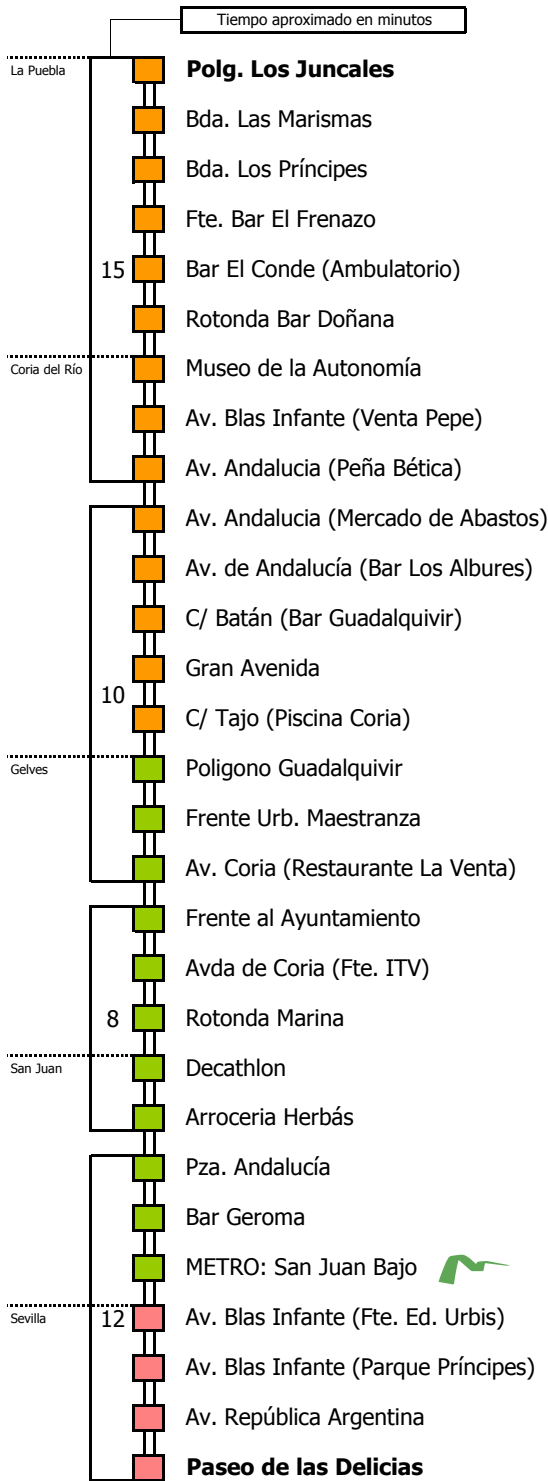 Tiempo aproximado en minutos
La Puebla
Polg. Los Juncales
Bda. Las Marismas
Bda. Los Príncipes
Fte. Bar El Frenazo
15
Bar El Conde (Ambulatorio)
Rotonda Bar Doñana
Coria del Río
Museo de la Autonomía
Av. Blas Infante (Venta Pepe)
Av. Andalucia (Peña Bética)
Av. Andalucia (Mercado de Abastos)
Av. de Andalucía (Bar Los Albures)
C/ Batán (Bar Guadalquivir)
Gran Avenida
10
C/ Tajo (Piscina Coria)
Gelves
Poligono Guadalquivir
Frente Urb. Maestranza
Av. Coria (Restaurante La Venta)
Frente al Ayuntamiento
Avda de Coria (Fte. ITV)
8
Rotonda Marina
San Juan
Decathlon
Arroceria Herbás
Pza. Andalucía
Bar Geroma
METRO: San Juan Bajo
Sevilla
12
Av. Blas Infante (Fte. Ed. Urbis)
Av. Blas Infante (Parque Príncipes)
Av. República Argentina
Paseo de las Delicias